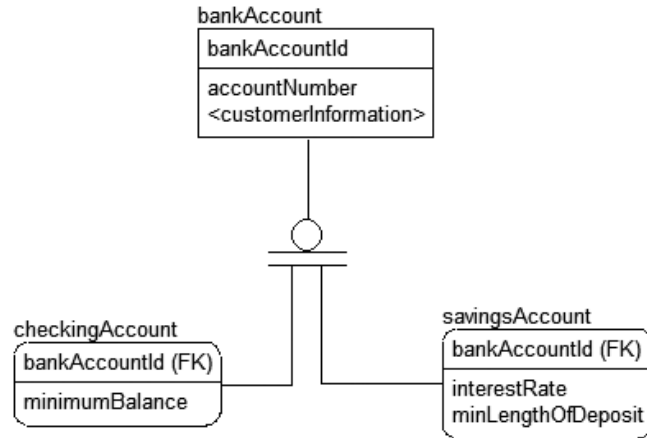 bankAccount
bankAccountId
accountNumber
<customerInformation>
checkingAccount
bankAccountId (FK)
minimumBalance
savingsAccount
bankAccountId (FK)
interestRate
minLengthOfDeposit